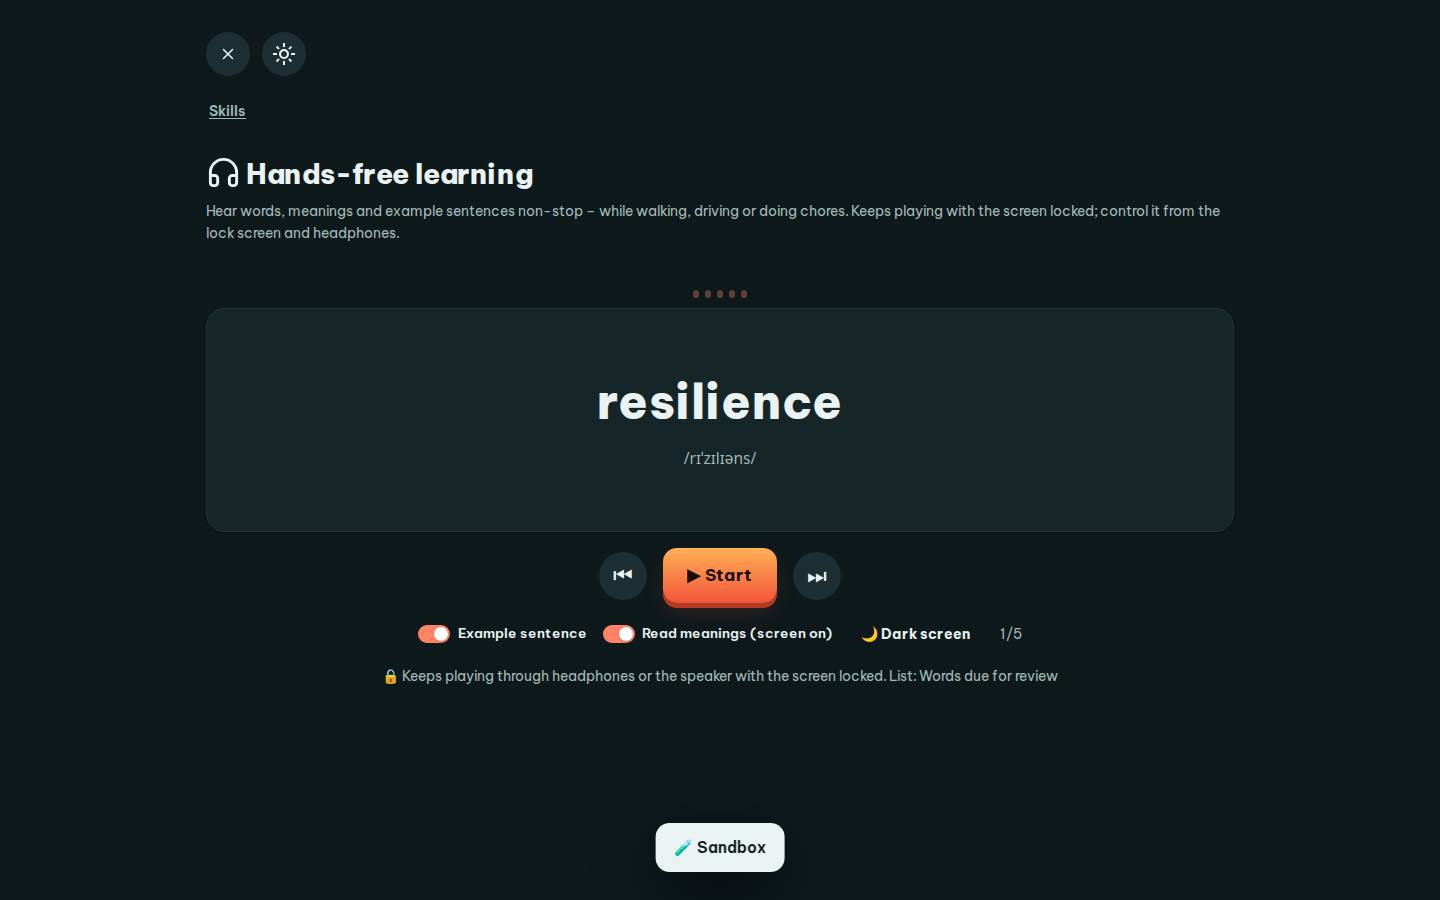 Skills
Hands-free learning
Hear words, meanings and example sentences non-stop – while walking, driving or doing chores. Keeps playing with the screen locked; control it from the
lock screen and headphones.
resilience
/rɪˈzɪlɪəns/
▶ Start
Example sentence Read meanings (screen on) 🌙 Dark screen 1/5
🔒 Keeps playing through headphones or the speaker with the screen locked. List: Words due for review
🧪 Sandbox